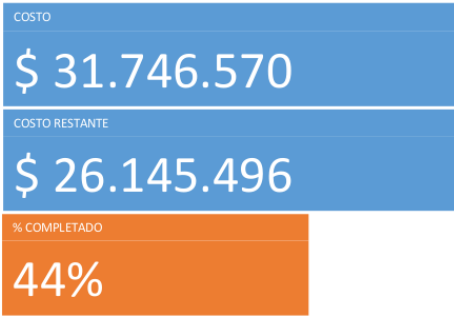 COSTO
$ 31.746.570
COSTO RESTANTE
$ 26.145.496
% COMPLETADO
44%